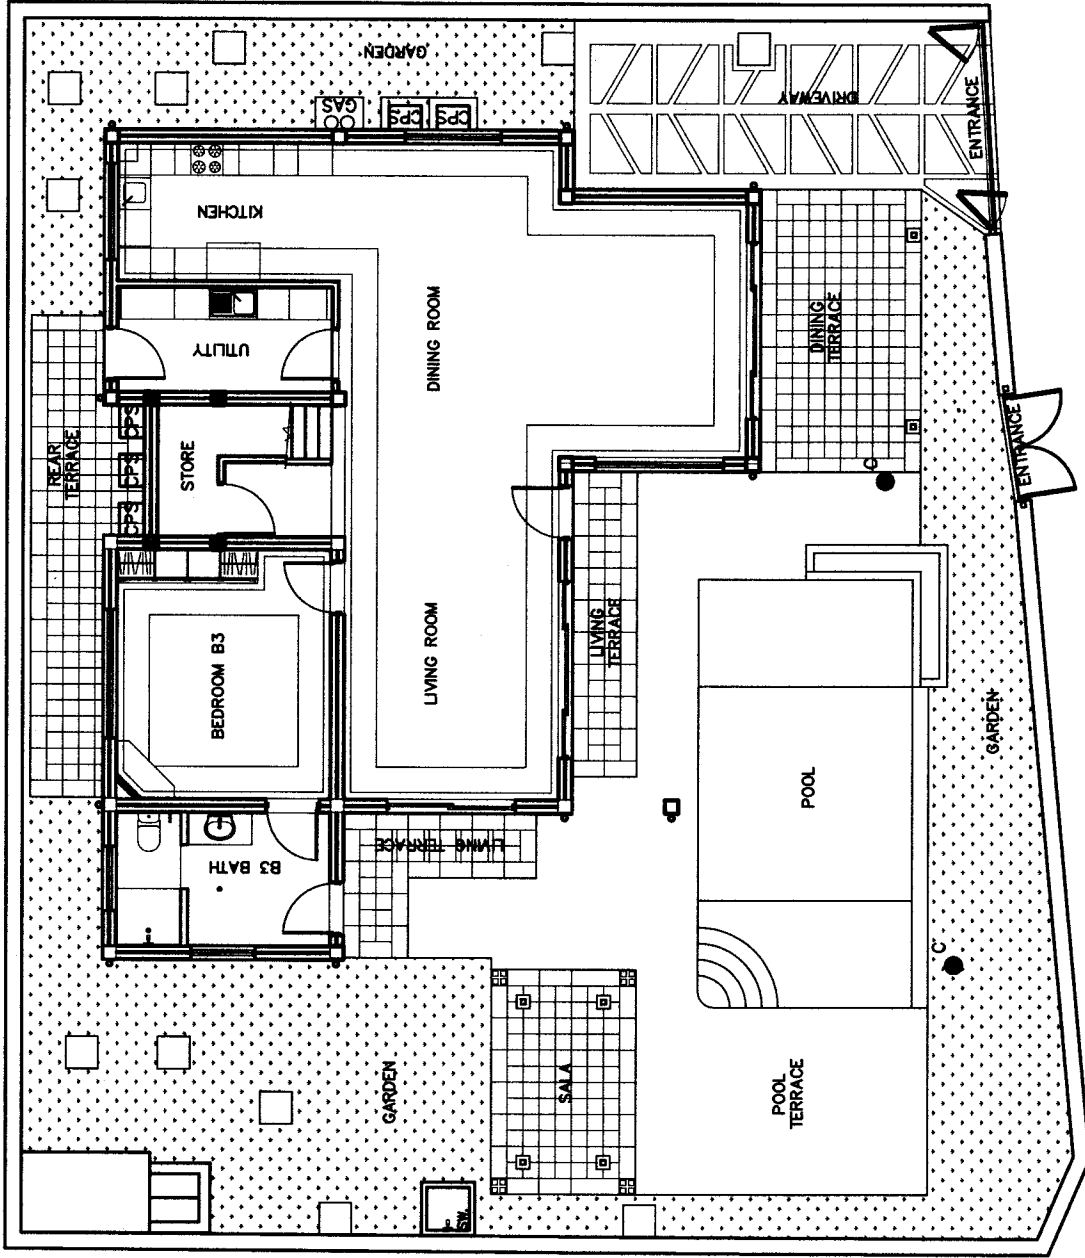 GARDEN
GAS
CPS
CPS
DRIVEWAY
ENTRANCE
KITCHEN
UTILITY
DINING ROOM
DINING
TERRACE
REAR
TERRACE
CPS
CPS
CPS
STORE
ENTRANCE
C
BEDROOM B3
LIVING ROOM
LIVING
TERRACE
GARDEN
POOL
B3 BATH
LIVING TERRACE
C
GARDEN
SALA
POOL
TERRACE
SW.